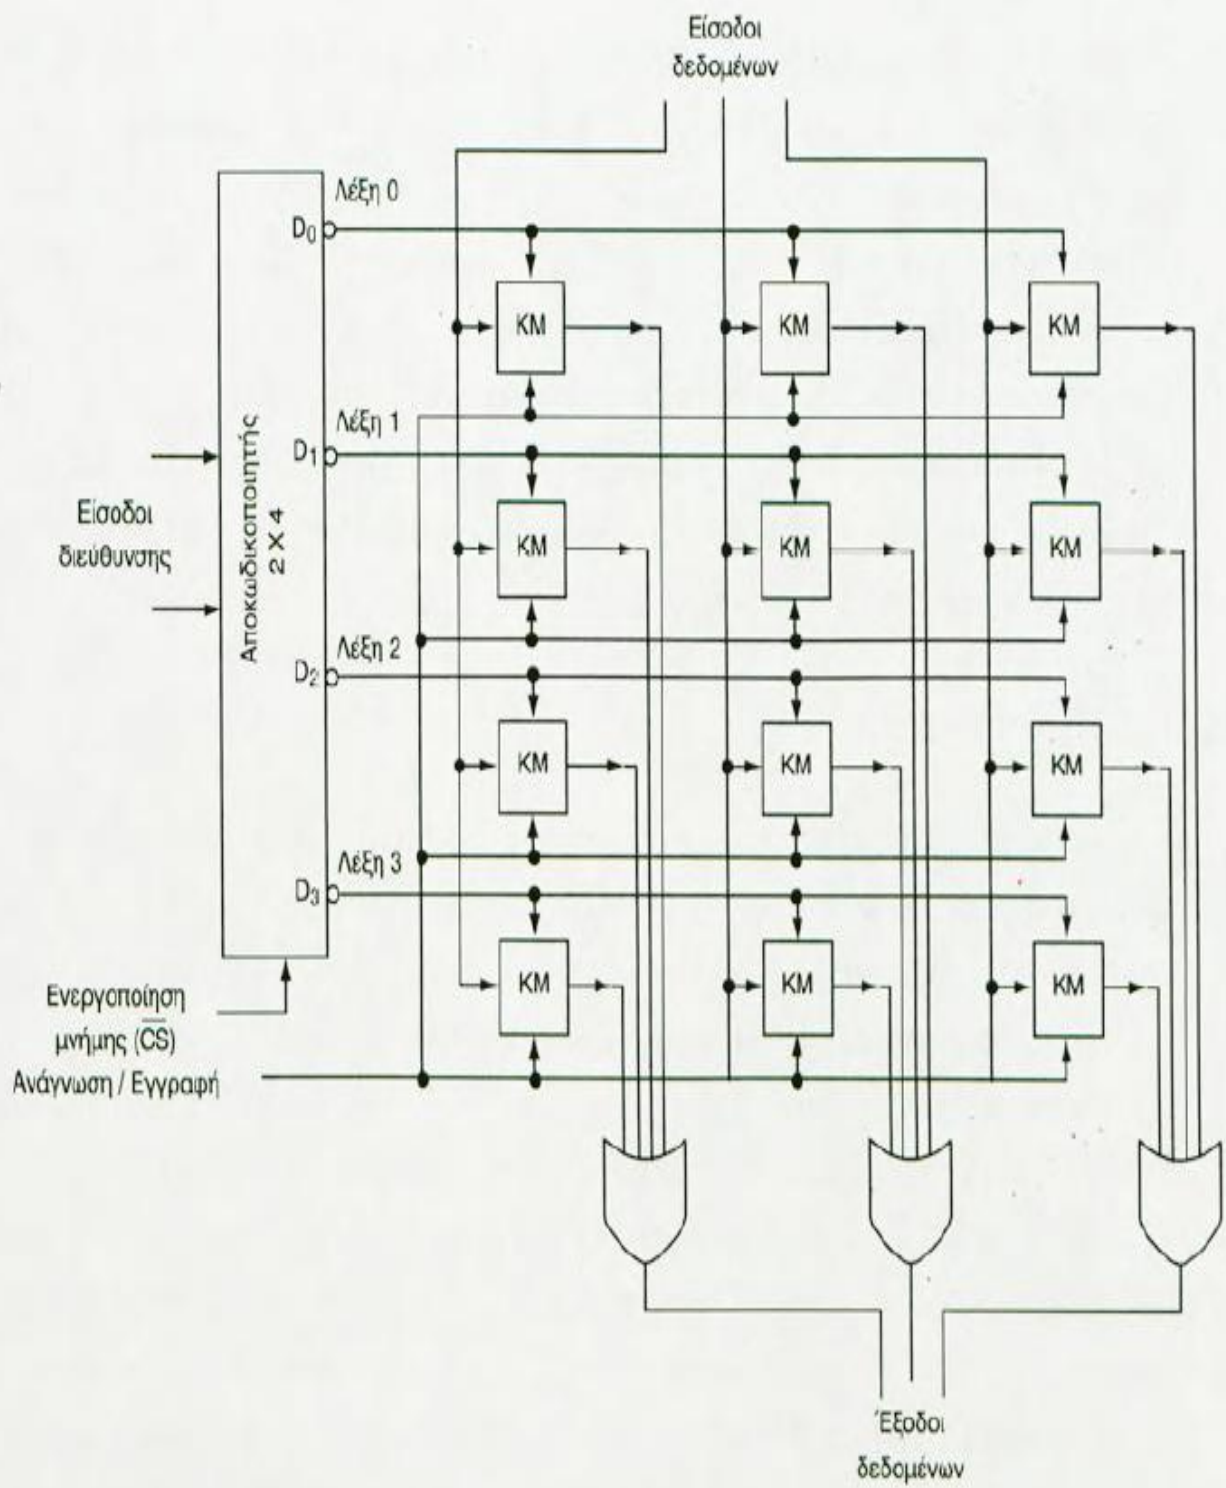 Είσοδοι
δεδομένων
Λέξη 0
D0
KM KM KM
Λέξη 1
D1
Αποκωδικοποιητής
2 X 4
Είσοδοι
διεύθυνσης
KM KM KM
Λέξη 2
D2
KM KM KM
Λέξη 3
D3
KM KM KM
Ενεργοποίηση
μνήμης (C̅S̅)
Ανάγνωση / Εγγραφή
Έξοδοι
δεδομένων